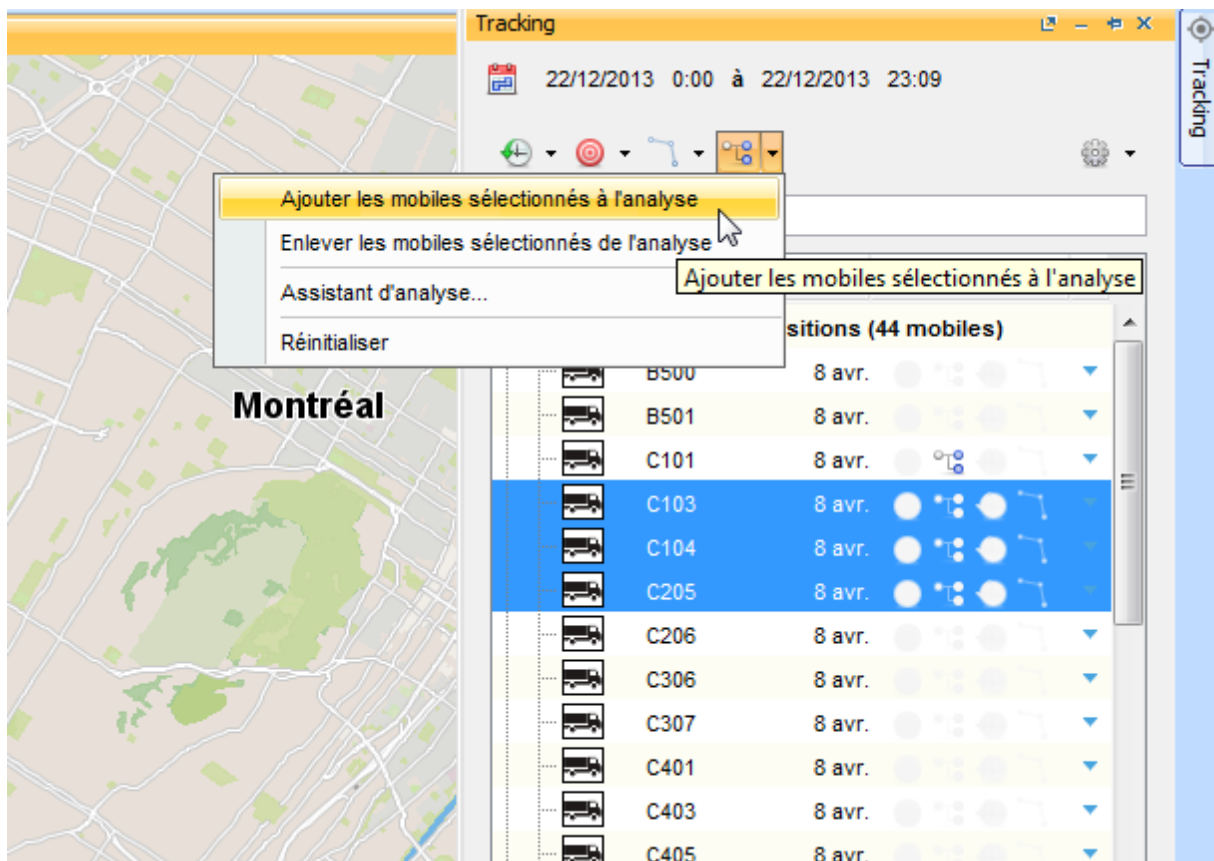 Tracking
Tracking
22/12/2013 0:00 à 22/12/2013 23:09
Ajouter les mobiles sélectionnés à l'analyse
Enlever les mobiles sélectionnés de l'analyse
Ajouter les mobiles sélectionnés à l'analyse
Assistant d'analyse...
Réinitialiser
sitions (44 mobiles)
Montréal
B500 8 avr.
B501 8 avr.
C101 8 avr.
C103 8 avr.
C104 8 avr.
C205 8 avr.
C206 8 avr.
C306 8 avr.
C307 8 avr.
C401 8 avr.
C403 8 avr.
C405 8 avr.